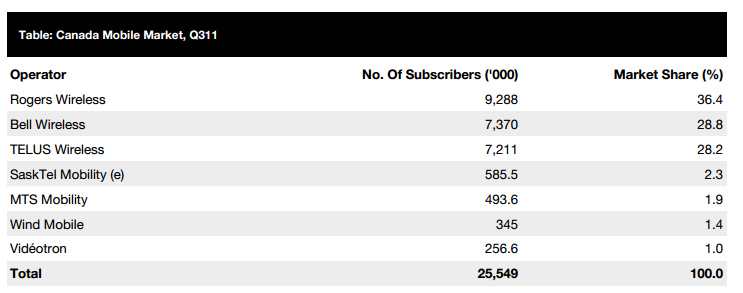 Table: Canada Mobile Market, Q311
Operator No. Of Subscribers ('000) Market Share (%)
Rogers Wireless 9,288 36.4
Bell Wireless 7,370 28.8
TELUS Wireless 7,211 28.2
SaskTel Mobility (e) 585.5 2.3
MTS Mobility 493.6 1.9
Wind Mobile 345 1.4
Vidéotron 256.6 1.0
Total 25,549 100.0